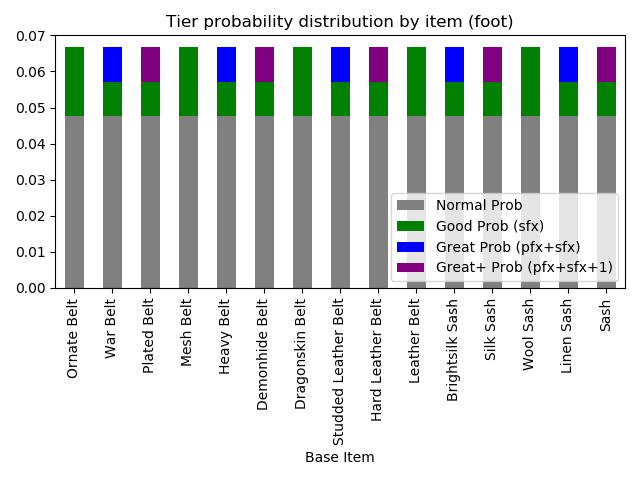 Tier probability distribution by item (foot)
0.07
0.06
0.05
0.04
0.03
0.02
0.01
0.00
Normal Prob
Good Prob (sfx)
Great Prob (pfx+sfx)
Great+ Prob (pfx+sfx+1)
Ornate Belt
War Belt
Plated Belt
Mesh Belt
Heavy Belt
Demonhide Belt
Dragonskin Belt
Studded Leather Belt
Hard Leather Belt
Leather Belt
Brightsilk Sash
Silk Sash
Wool Sash
Linen Sash
Sash
Base Item